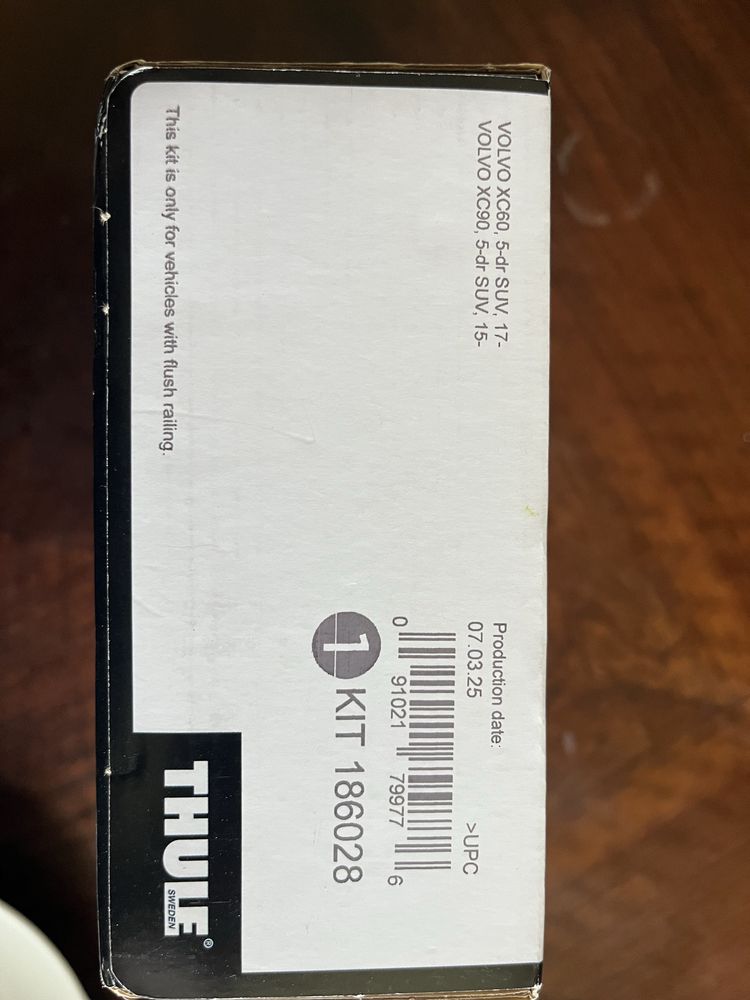 VOLVO XC60, 5-dr SUV, 17-
VOLVO XC90, 5-dr SUV, 15-
Production date:
07.03.25
>UPC
0 91021 79977 6
1 KIT 186028
This kit is only for vehicles with flush railing.
THULE®
SWEDEN